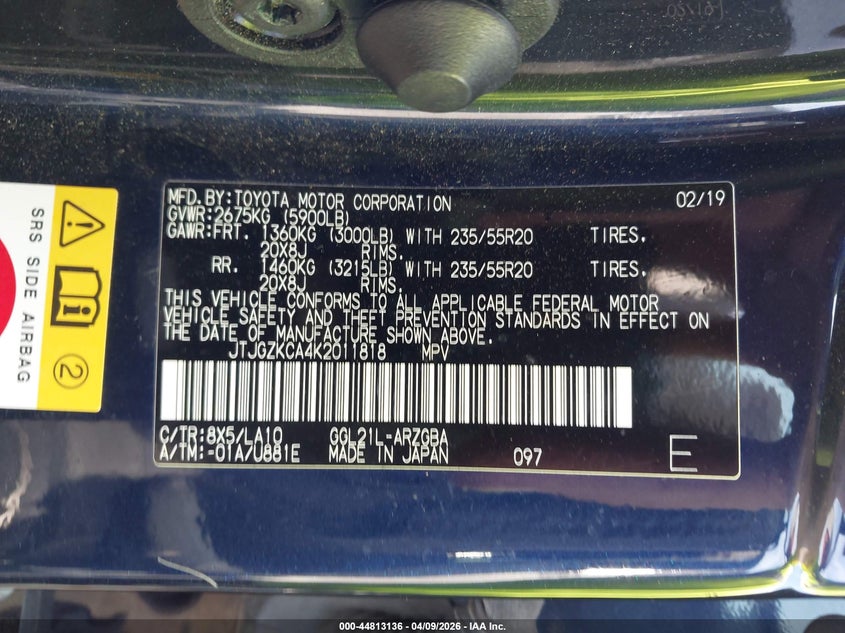 MFD.BY:TOYOTA MOTOR CORPORATION 02/19
GVWR:2675KG (5900LB)
GAWR:FRT. 1360KG (3000LB) WITH 235/55R20 TIRES.
20X8J RIMS.
RR. 1460KG (3215LB) WITH 235/55R20 TIRES.
20X8J RIMS.
THIS VEHICLE CONFORMS TO ALL APPLICABLE FEDERAL MOTOR
VEHICLE SAFETY AND THEFT PREVENTION STANDARDS IN EFFECT ON
THE DATE OF MANUFACTURE SHOWN ABOVE.
JTJGZKCA4K2011818 MPV
C/TR:8X5/LA10 GGL21L-ARZGBA
A/TM:-01A/U881E MADE IN JAPAN 097 E
SRS SIDE AIRBAG
2
000-44813136 - 04/09/2026 - IAA Inc.